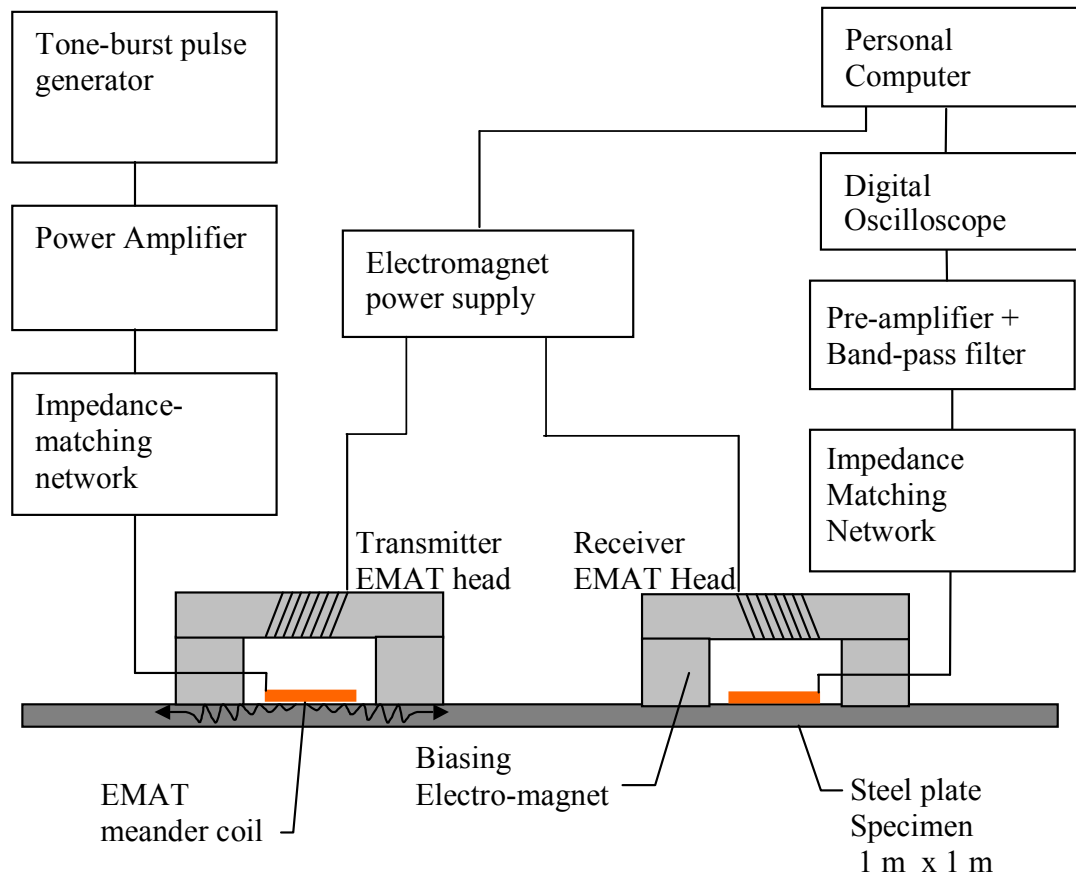 Tone-burst pulse
generator
Personal
Computer
Power Amplifier
Digital
Oscilloscope
Electromagnet
power supply
Pre-amplifier +
Band-pass filter
Impedance-
matching
network
Impedance
Matching
Network
Transmitter
EMAT head
Receiver
EMAT Head
EMAT
meander coil
Biasing
Electro-magnet
Steel plate
Specimen
1 m x 1 m